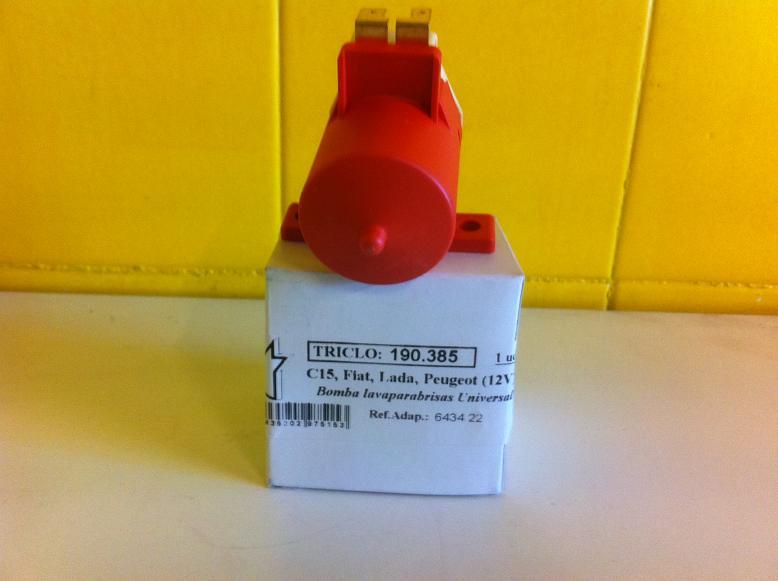 TRICLO: 190.385
C15, Fiat, Lada, Peugeot (12V
Bomba lavaparabrisas Universal
Ref.Adap.: 6434 22